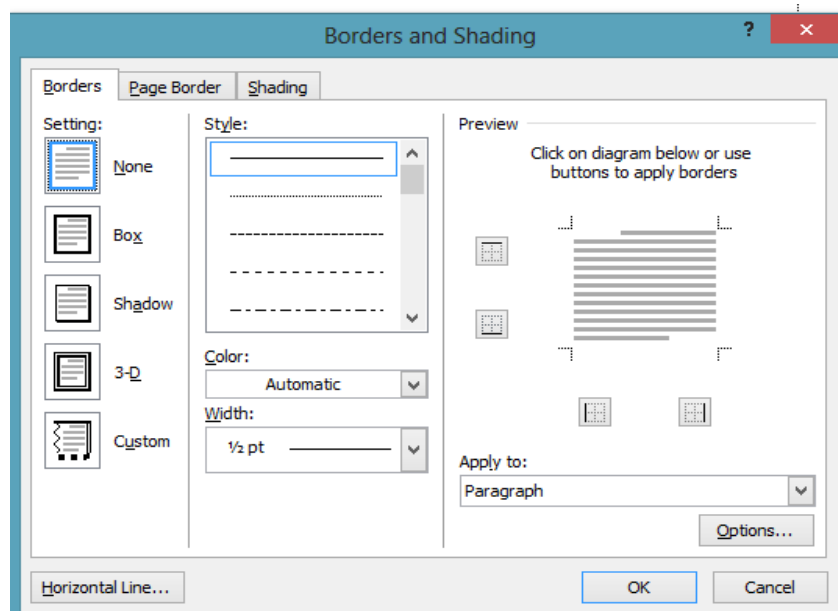 Borders and Shading
?
Borders
Page Border
Shading
Setting:
None
Box
Shadow
3-D
Custom
Style:
Color:
Automatic
Width:
½ pt
Preview
Click on diagram below or use
buttons to apply borders
Apply to:
Paragraph
Options...
Horizontal Line...
OK
Cancel